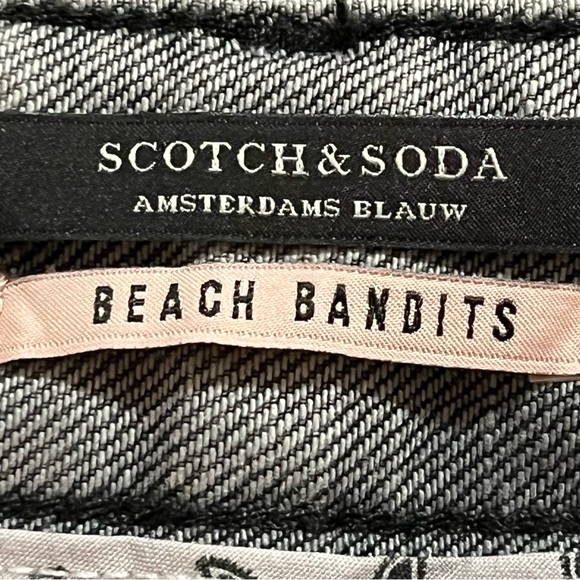 SCOTCH & SODA
AMSTERDAMS BLAUW
BEACH BANDITS